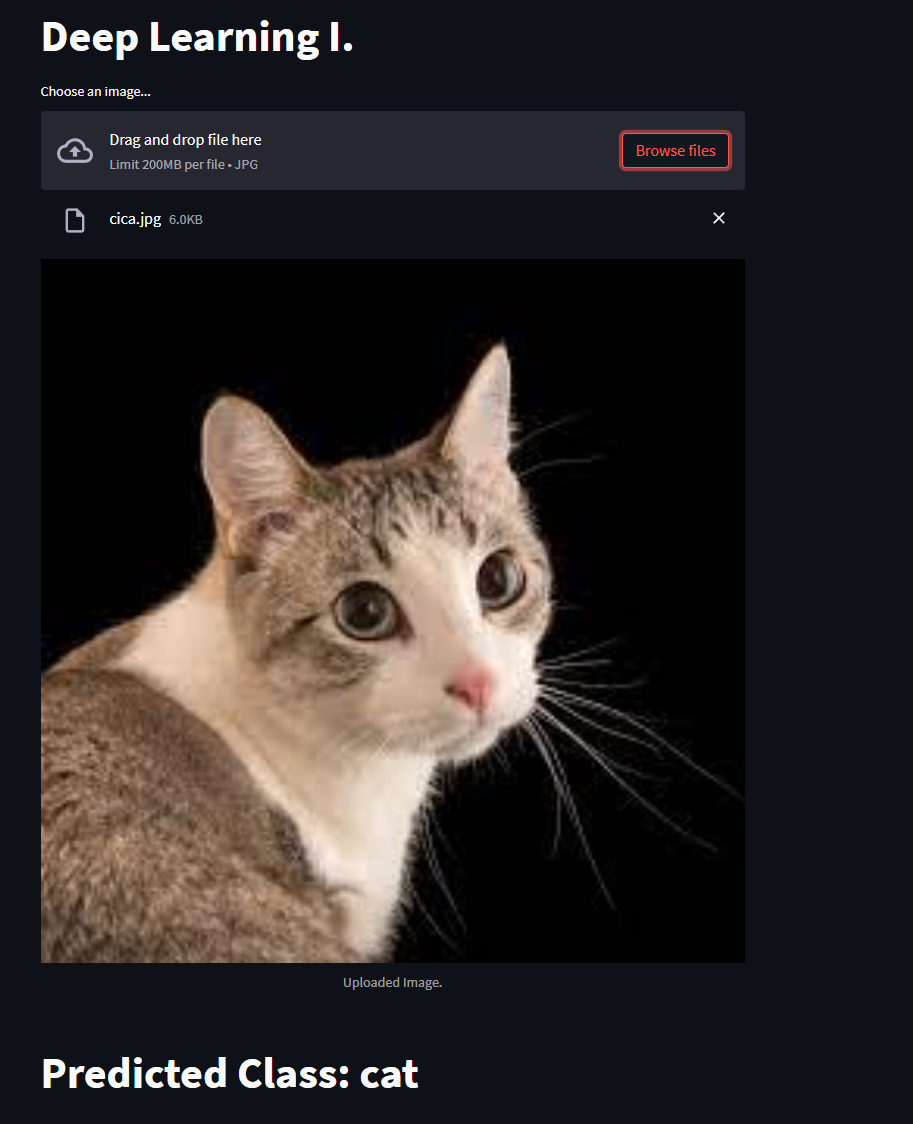 Deep Learning I.
Choose an image...
Drag and drop file here
Browse files
Limit 200MB per file • JPG
cica.jpg 6.0KB
Uploaded Image.
Predicted Class: cat